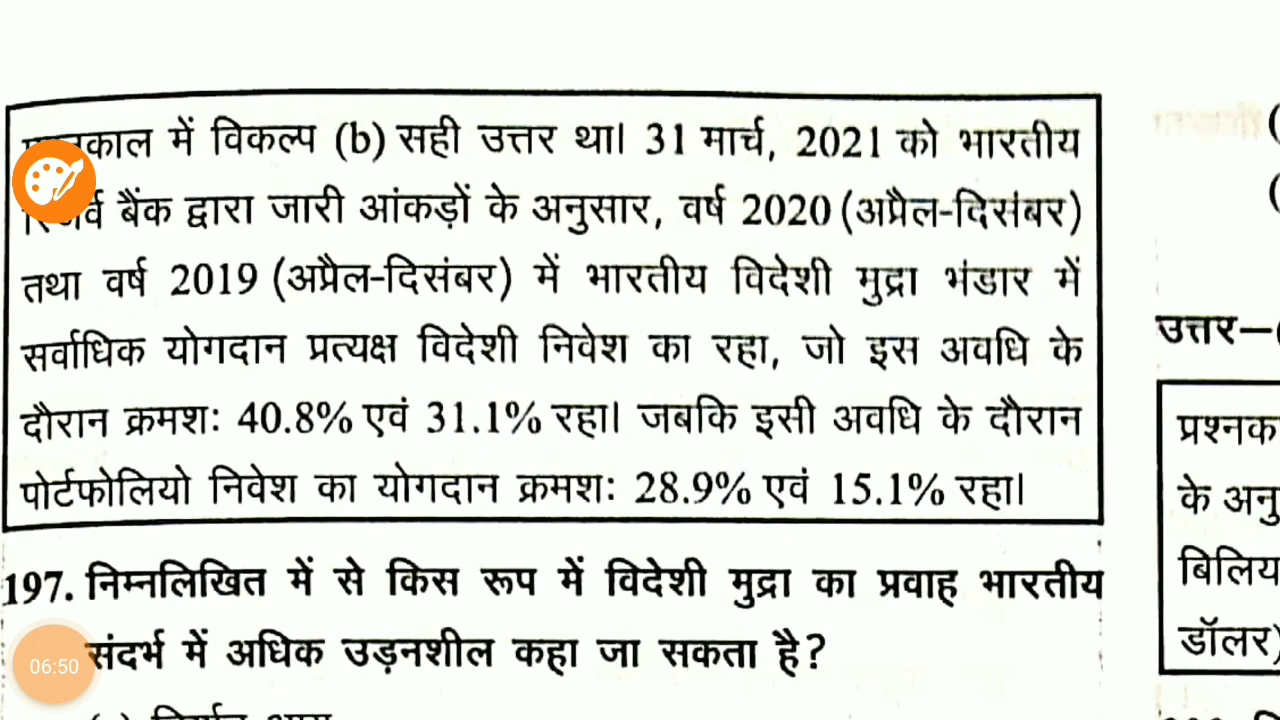 काल में विकल्प (b) सही उत्तर था। 31 मार्च, 2021 को भारतीय
बैंक द्वारा जारी आंकड़ों के अनुसार, वर्ष 2020 (अप्रैल-दिसंबर)
तथा वर्ष 2019 (अप्रैल-दिसंबर) में भारतीय विदेशी मुद्रा भंडार में
सर्वाधिक योगदान प्रत्यक्ष विदेशी निवेश का रहा, जो इस अवधि के
दौरान क्रमशः 40.8% एवं 31.1% रहा। जबकि इसी अवधि के दौरान
पोर्टफोलियो निवेश का योगदान क्रमशः 28.9% एवं 15.1% रहा।
197. निम्नलिखित में से किस रूप में विदेशी मुद्रा का प्रवाह भारतीय
संदर्भ में अधिक उड़नशील कहा जा सकता है?
06:50
उत्तर–(
प्रश्नक
के अनु
बिलिय
डॉलर)